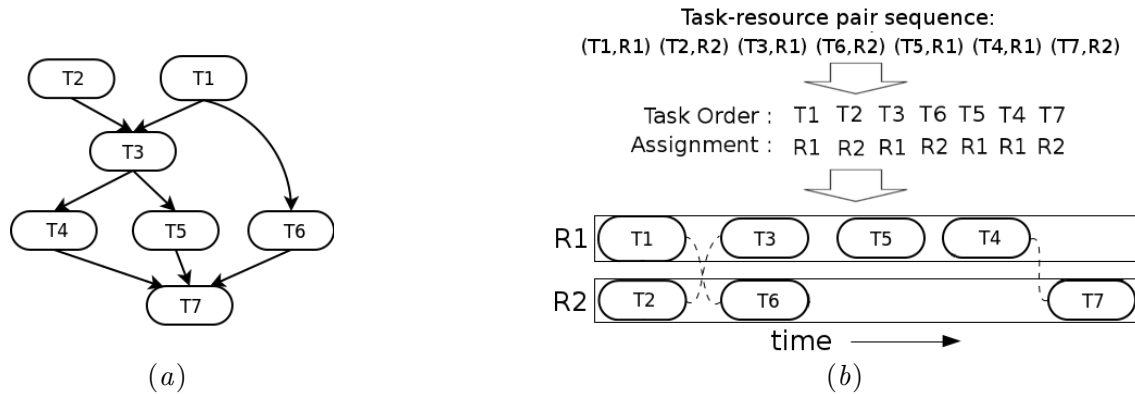 T2 T1
T3
T4 T5 T6
T7
(a)
Task-resource pair sequence:
(T1,R1) (T2,R2) (T3,R1) (T6,R2) (T5,R1) (T4,R1) (T7,R2)
Task Order : T1 T2 T3 T6 T5 T4 T7
Assignment : R1 R2 R1 R2 R1 R1 R2
R1 T1 T3 T5 T4
R2 T2 T6 T7
time
(b)